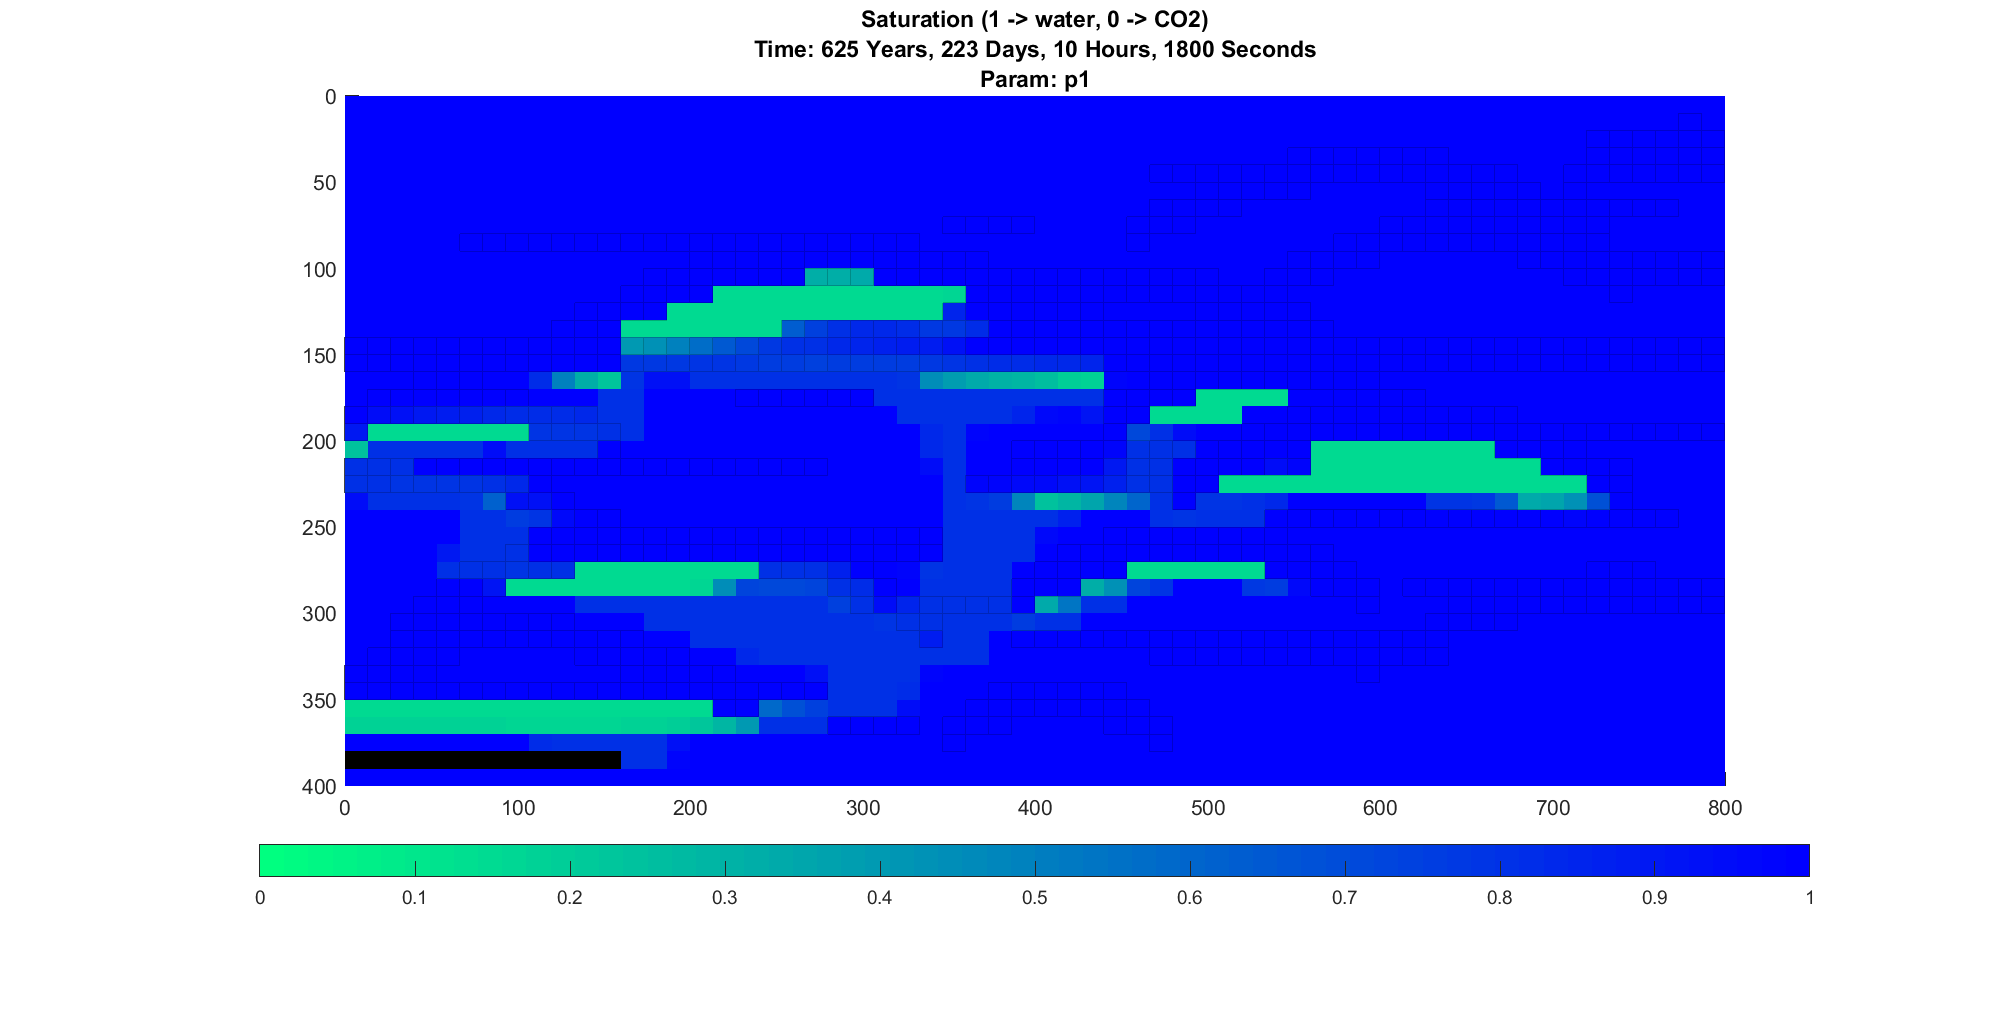 Saturation (1 -> water, 0 -> CO2)
Time: 625 Years, 223 Days, 10 Hours, 1800 Seconds
Param: p1
0
50
100
150
200
250
300
350
400
0 100 200 300 400 500 600 700 800
0 0.1 0.2 0.3 0.4 0.5 0.6 0.7 0.8 0.9 1